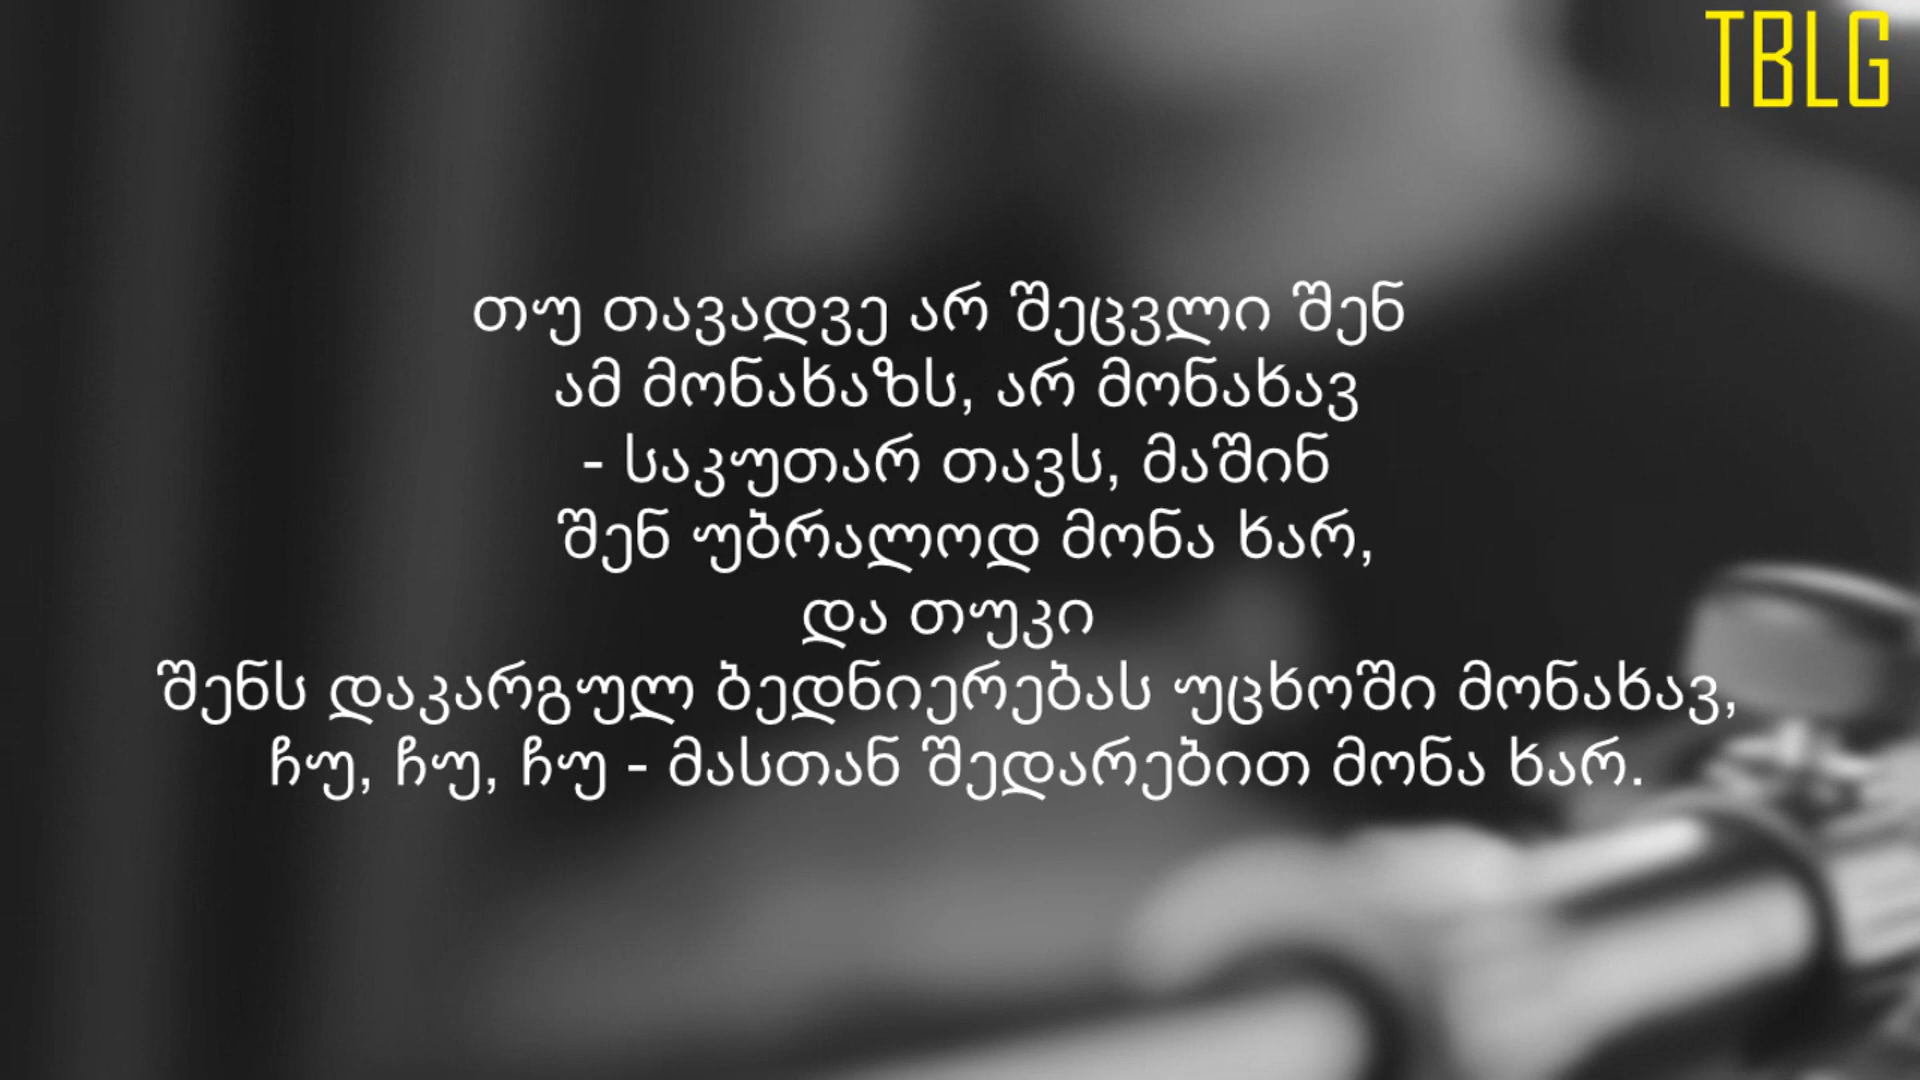 TBLG
თუ თავადვე არ შეცვლი შენ
ამ მონახაზს, არ მონახავ
- საკუთარ თავს, მაშინ
შენ უბრალოდ მონა ხარ,
და თუკი
შენს დაკარგულ ბედნიერებას უცხოში მონახავ,
ჩუ, ჩუ, ჩუ - მასთან შედარებით მონა ხარ.